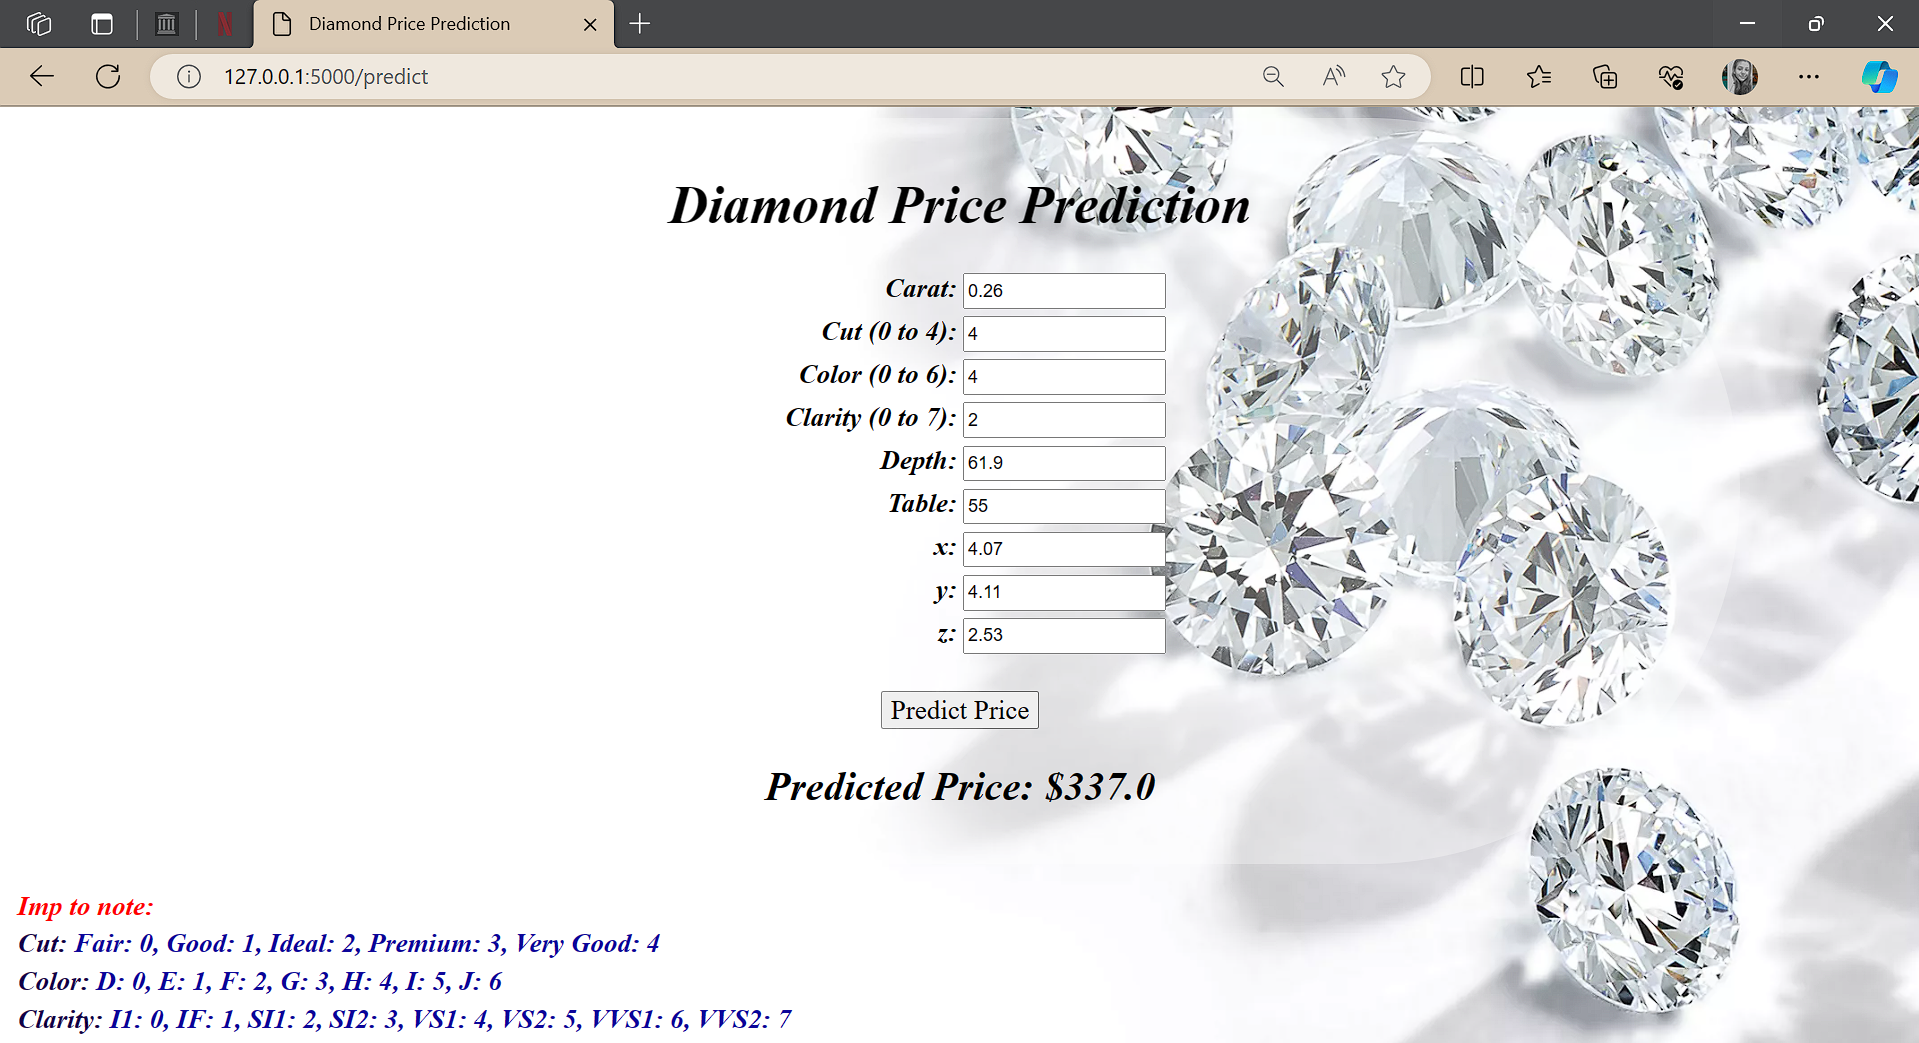 Diamond Price Prediction
127.0.0.1:5000/predict
Diamond Price Prediction
Carat: 0.26
Cut (0 to 4): 4
Color (0 to 6): 4
Clarity (0 to 7): 2
Depth: 61.9
Table: 55
x: 4.07
y: 4.11
z: 2.53
Predict Price
Predicted Price: $337.0
Imp to note:
Cut: Fair: 0, Good: 1, Ideal: 2, Premium: 3, Very Good: 4
Color: D: 0, E: 1, F: 2, G: 3, H: 4, I: 5, J: 6
Clarity: I1: 0, IF: 1, SI1: 2, SI2: 3, VS1: 4, VS2: 5, VVS1: 6, VVS2: 7